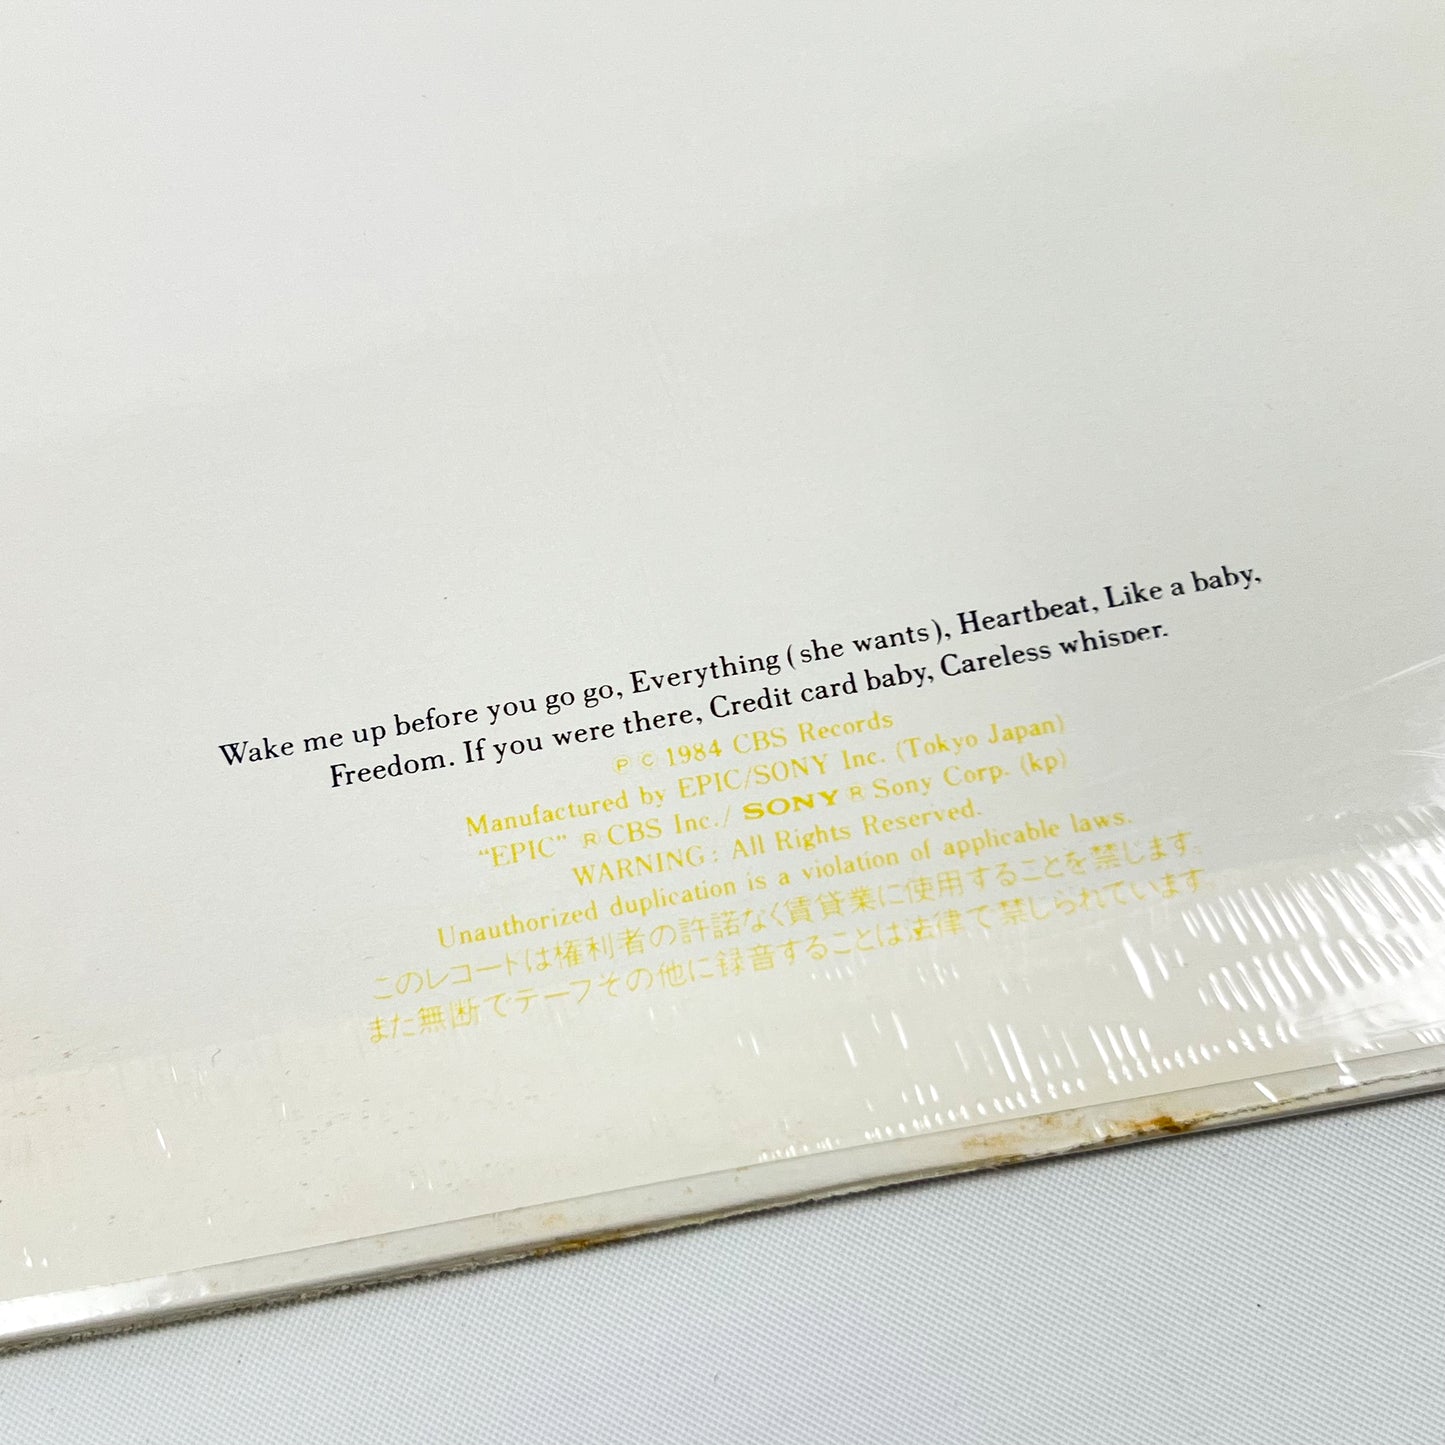 Wake me up before you go go, Everything (she wants), Heartbeat, Like a baby,
Freedom. If you were there, Credit card baby, Careless whisper.
Ⓟ Ⓒ 1984 CBS Records
Manufactured by EPIC/SONY Inc. (Tokyo Japan)
“EPIC” ® CBS Inc./ SONY ® Sony Corp. (kp)
WARNING: All Rights Reserved.
Unauthorized duplication is a violation of applicable laws.
このレコードは権利者の許諾なく賃貸業に使用することを禁じます。
また無断でテープその他に録音することは法律で禁じられています。